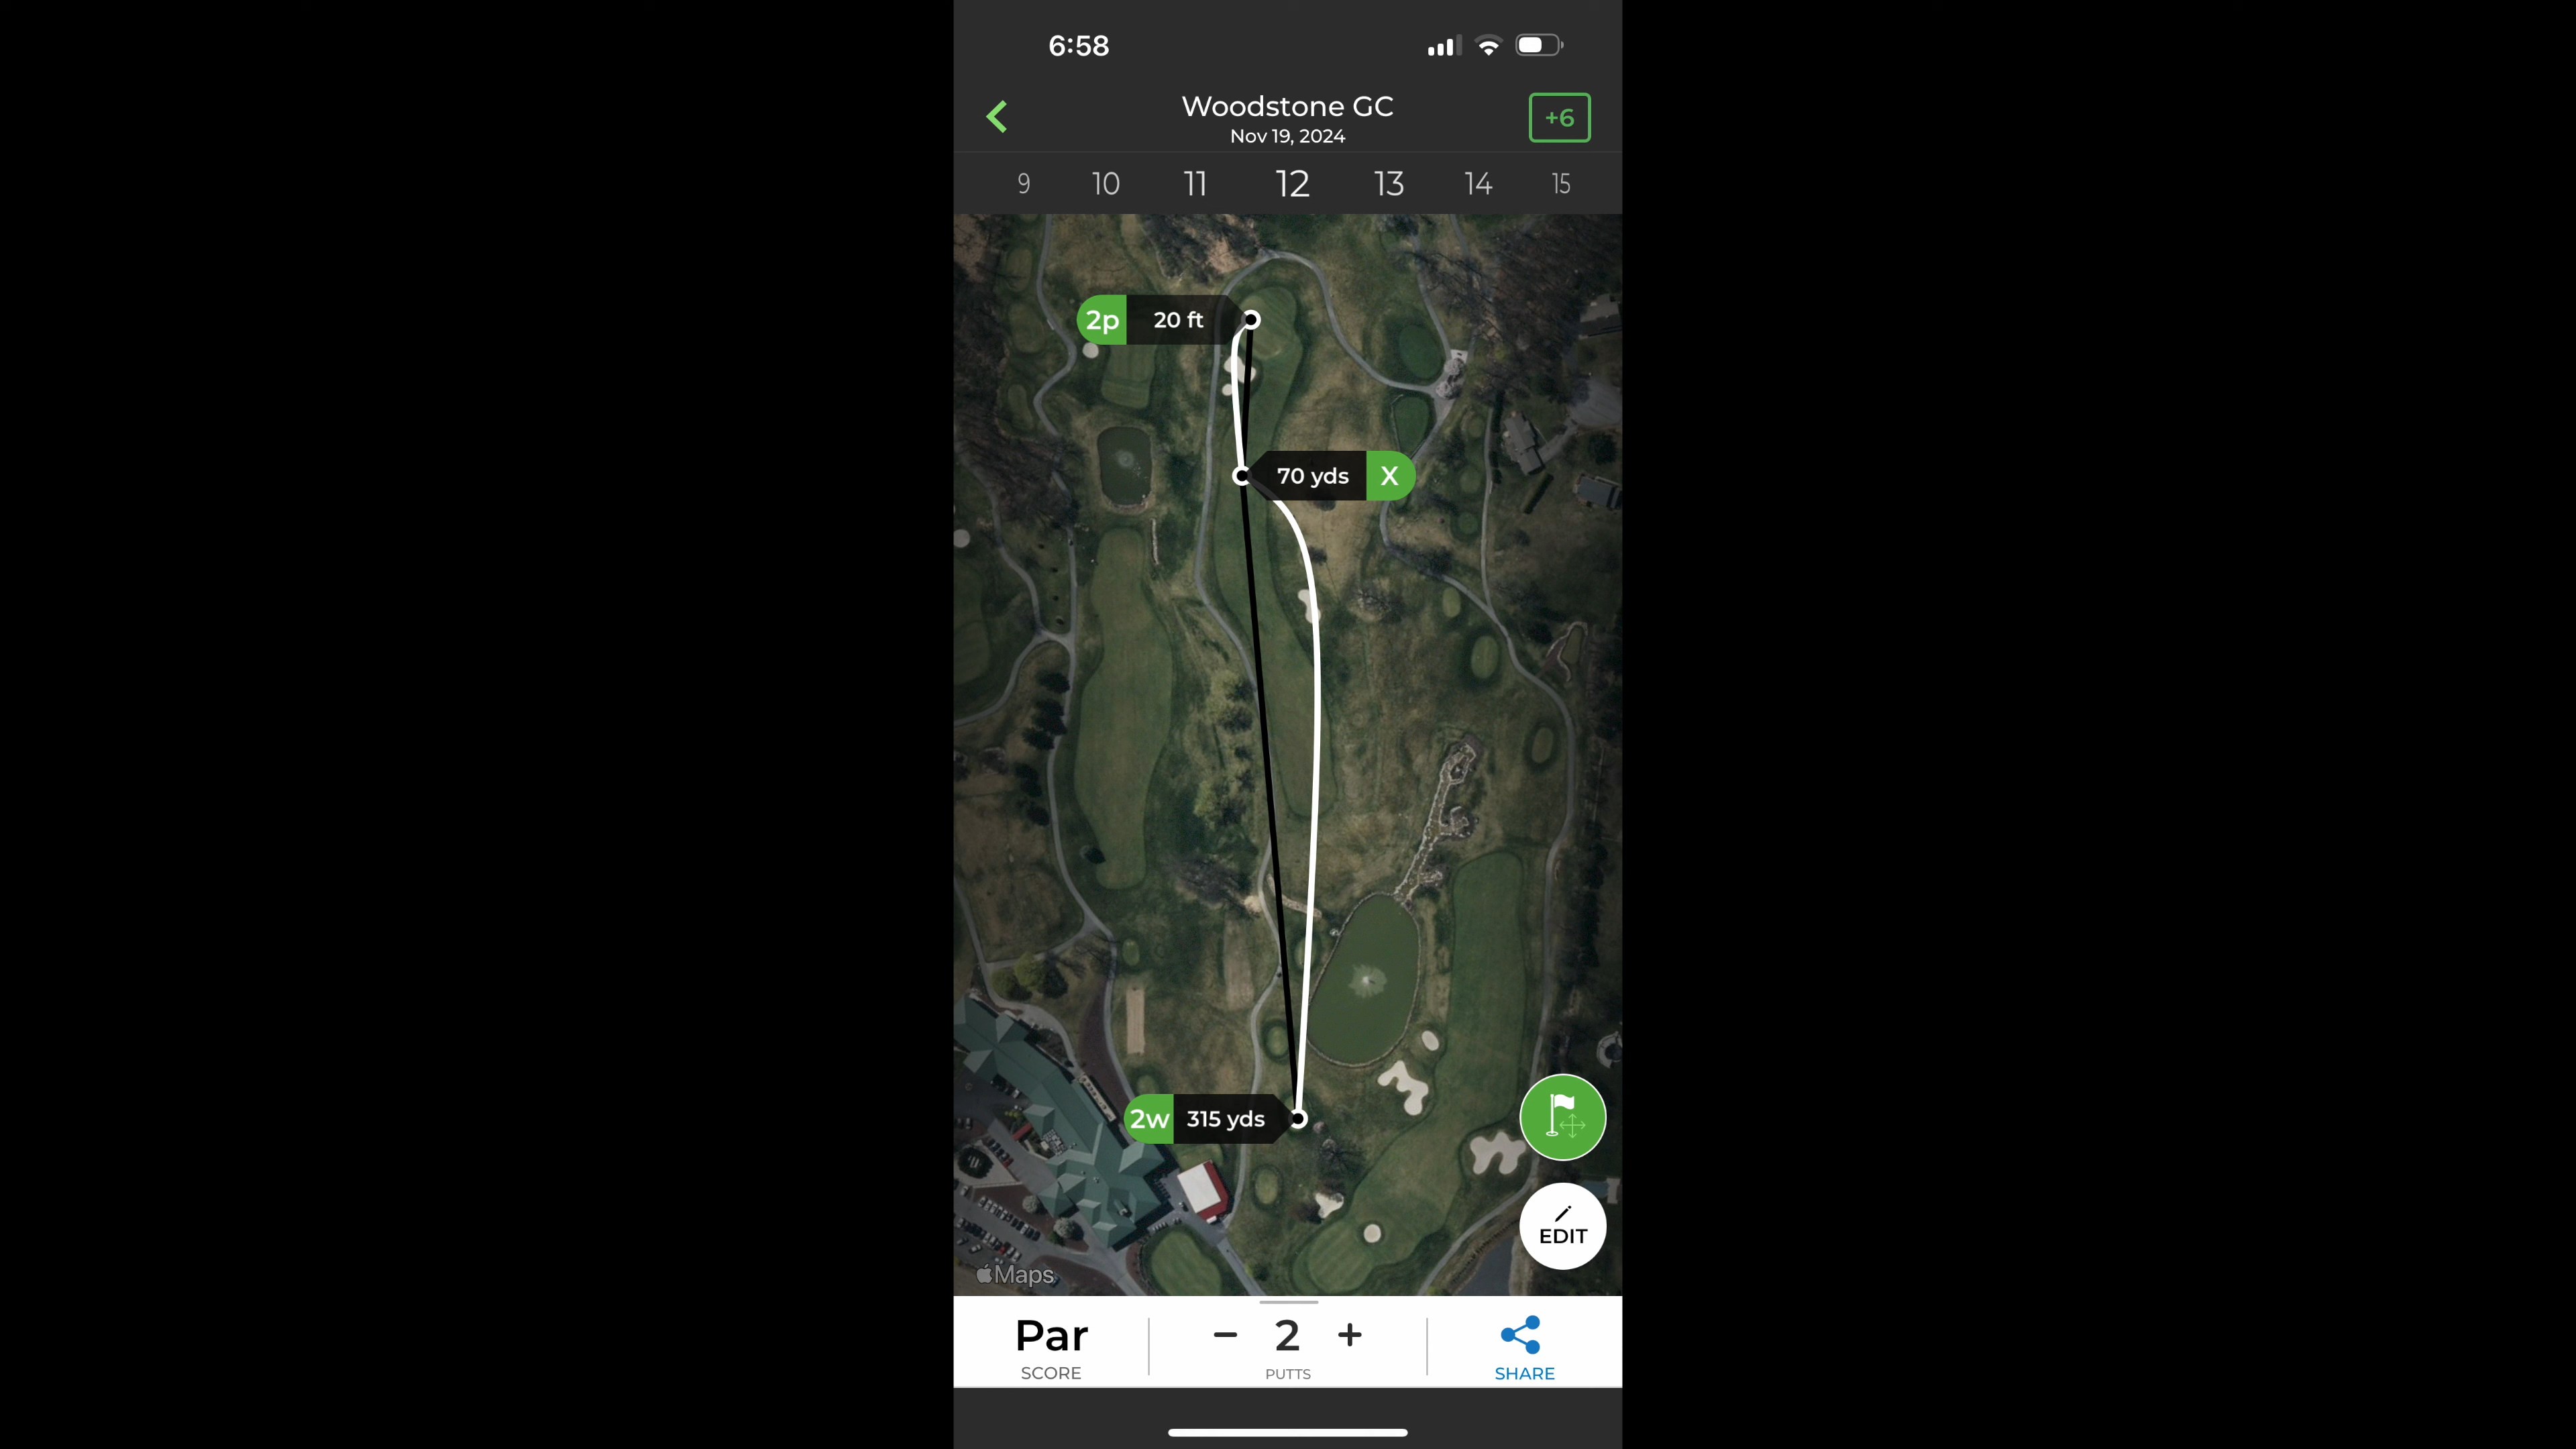 6:58
Woodstone GC
Nov 19, 2024
+6
9 10 11 12 13 14 15
2p 20 ft
70 yds X
2w 315 yds
EDIT
Maps
Par - 2 +
SCORE PUTTS SHARE